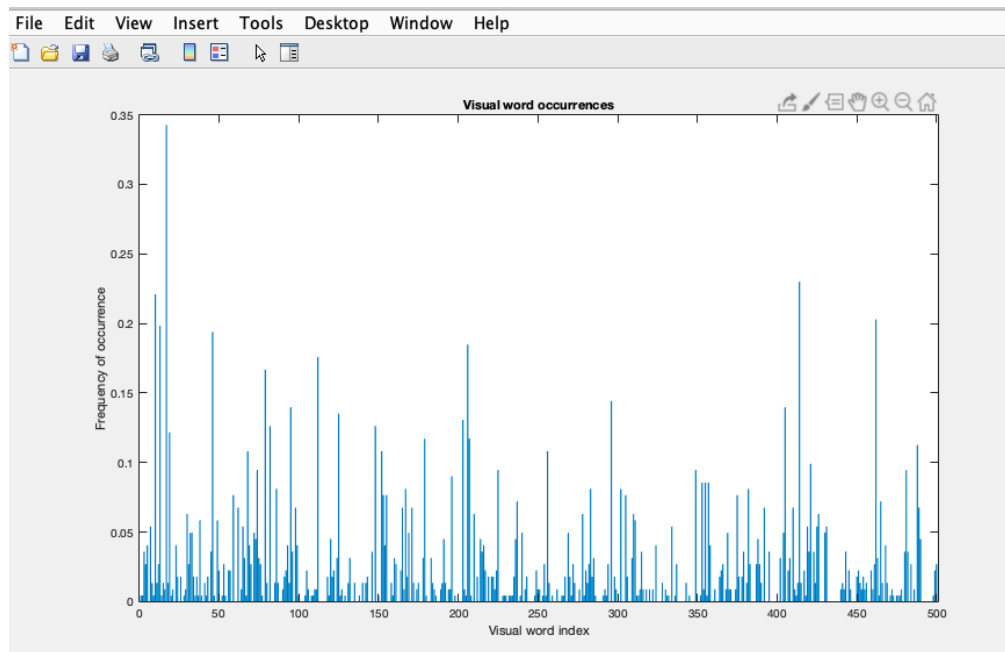 File Edit View Insert Tools Desktop Window Help
Visual word occurrences
0.35
0.3
0.25
0.2
0.15
0.1
0.05
0
Frequency of occurrence
0 50 100 150 200 250 300 350 400 450 500
Visual word index